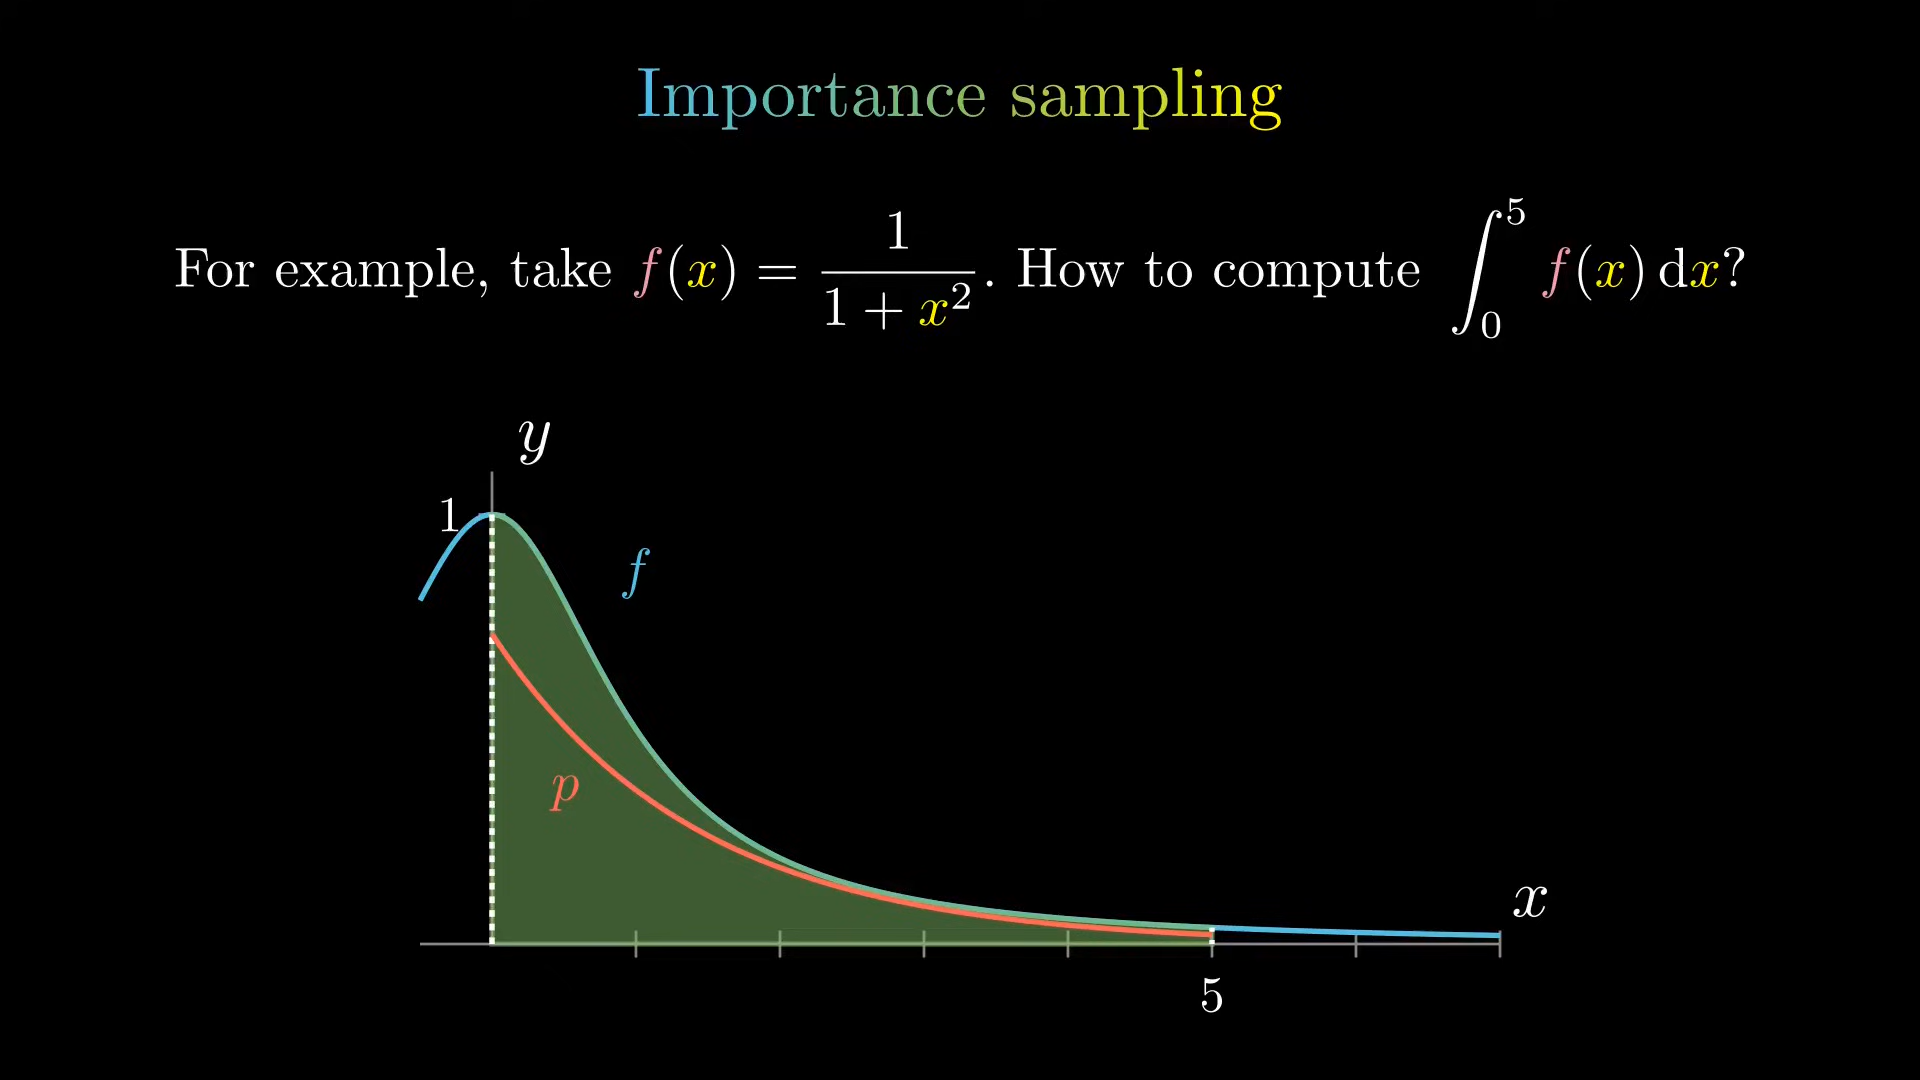 Importance sampling
For example, take f(x) = 1/(1 + x²). How to compute ∫₀⁵ f(x) dx?
y
1
f
p
x
5